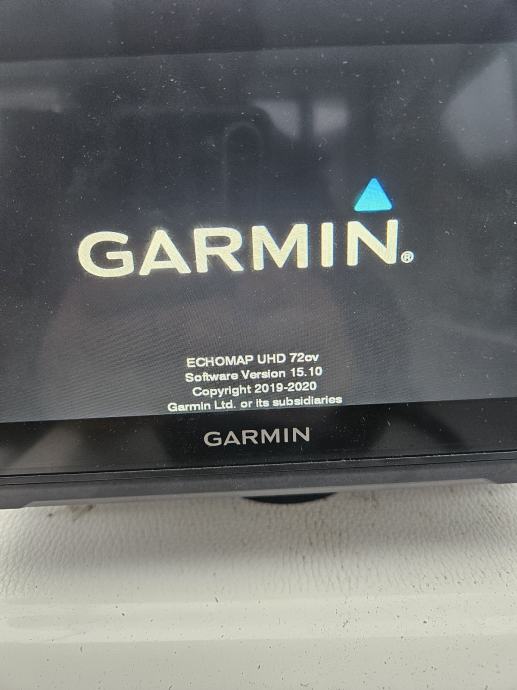 GARMIN®
ECHOMAP UHD 72cv
Software Version 15.10
Copyright 2019-2020
Garmin Ltd. or its subsidiaries
GARMIN